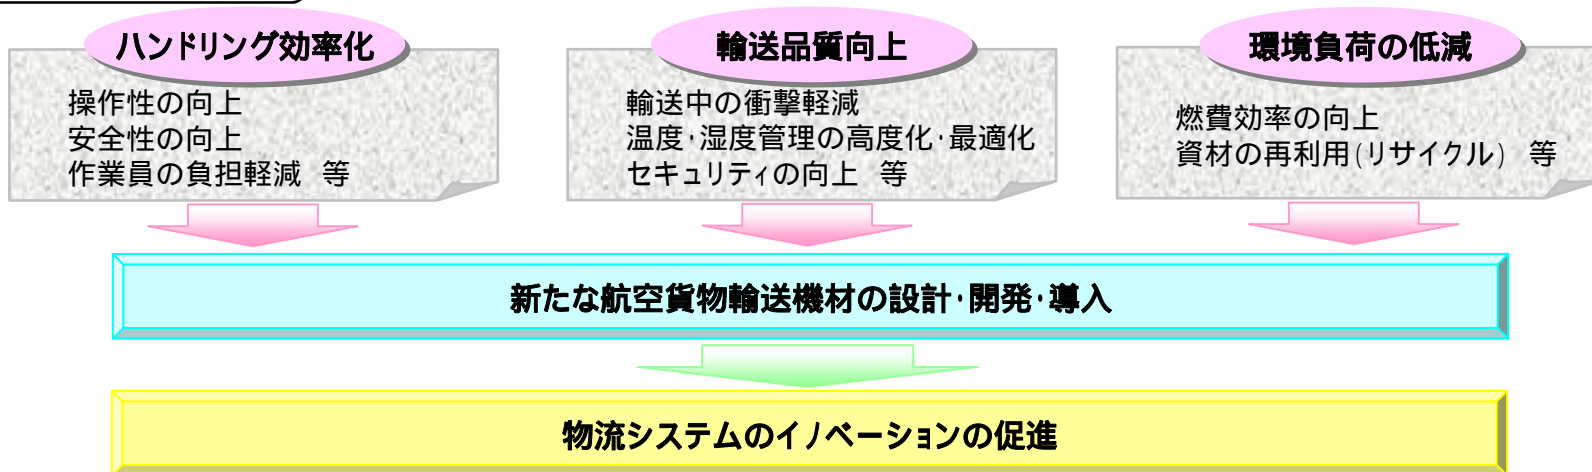 ハンドリング効率化
操作性の向上
安全性の向上
作業員の負担軽減 等
輸送品質向上
輸送中の衝撃軽減
温度・湿度管理の高度化・最適化
セキュリティの向上 等
環境負荷の低減
燃費効率の向上
資材の再利用(リサイクル) 等
新たな航空貨物輸送機材の設計・開発・導入
物流システムのイノベーションの促進